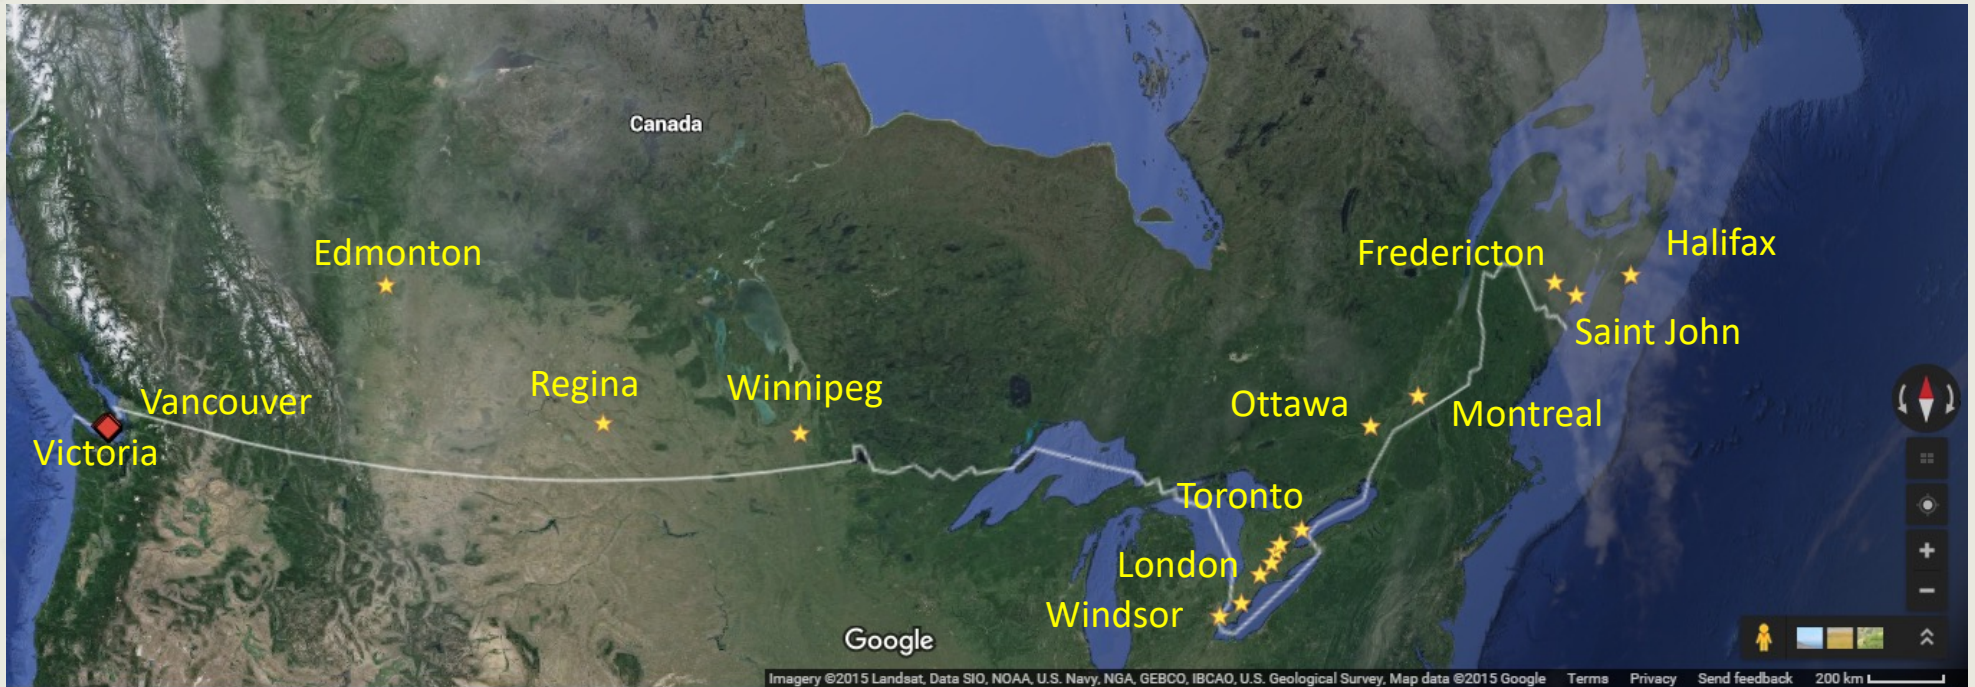 Canada
Edmonton
Fredericton
Halifax
Saint John
Regina
Winnipeg
Vancouver
Ottawa
Montreal
Victoria
Toronto
London
Windsor
Google
Imagery ©2015 Landsat, Data SIO, NOAA, U.S. Navy, NGA, GEBCO, IBCAO, U.S. Geological Survey, Map data ©2015 Google Terms Privacy Send feedback 200 km